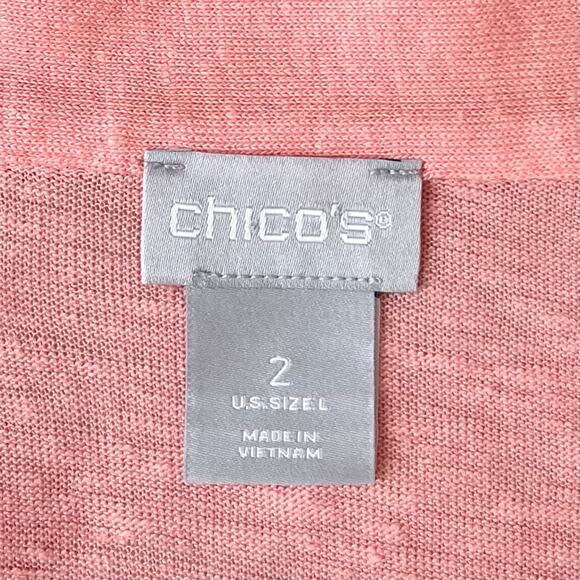 chico's®
2
U.S. SIZE L
MADE IN
VIETNAM